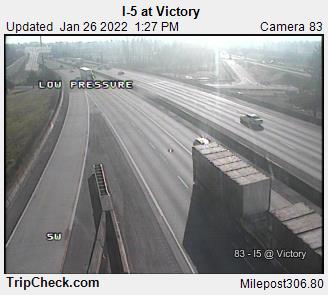 I-5 at Victory
Updated  Jan 26 2022  1:27 PM
Camera 83
LOW PRESSURE
SW
83 - I5 @ Victory
TripCheck.com
Milepost306.80